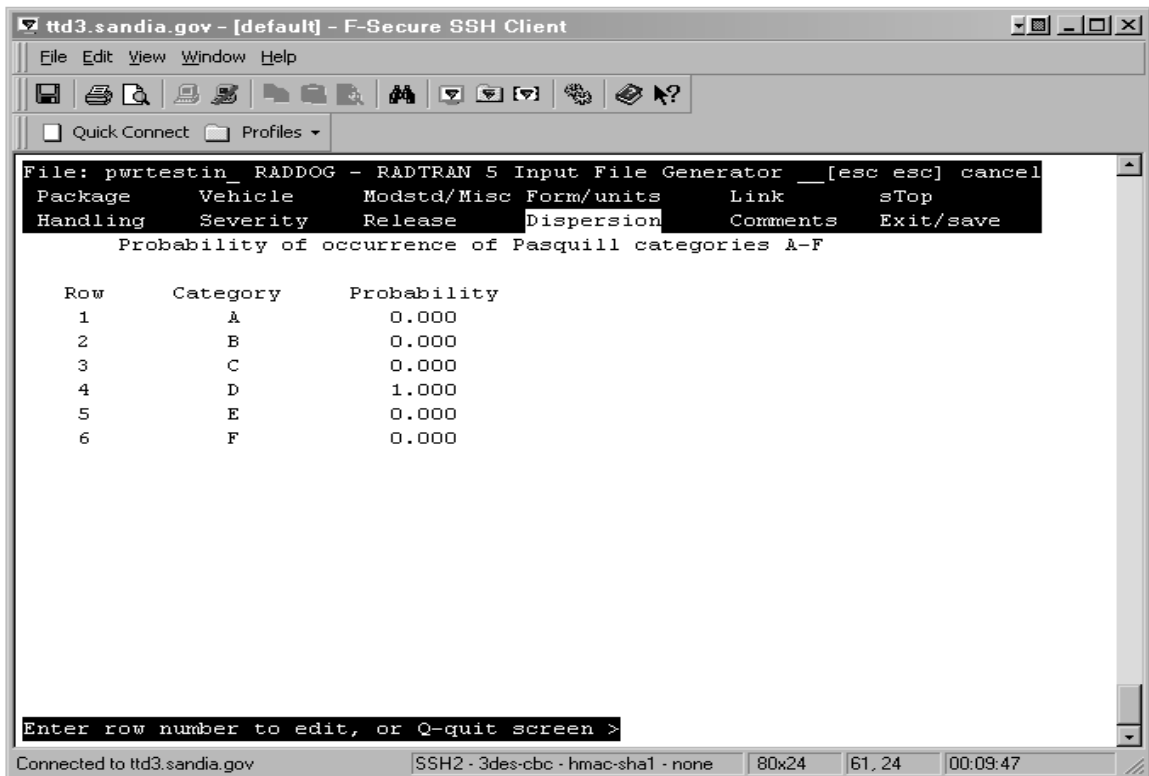 ttd3.sandia.gov - [default] - F-Secure SSH Client
File Edit View Window Help
Quick Connect Profiles
File: pwrtestin_ RADDOG - RADTRAN 5 Input File Generator __[esc esc] cancel
Package Vehicle Modstd/Misc Form/units Link sTop
Handling Severity Release Dispersion Comments Exit/save
Probability of occurrence of Pasquill categories A-F
Row Category Probability
1 A 0.000
2 B 0.000
3 C 0.000
4 D 1.000
5 E 0.000
6 F 0.000
Enter row number to edit, or Q-quit screen >
Connected to ttd3.sandia.gov SSH2 - 3des-cbc - hmac-sha1 - none 80x24 61, 24 00:09:47